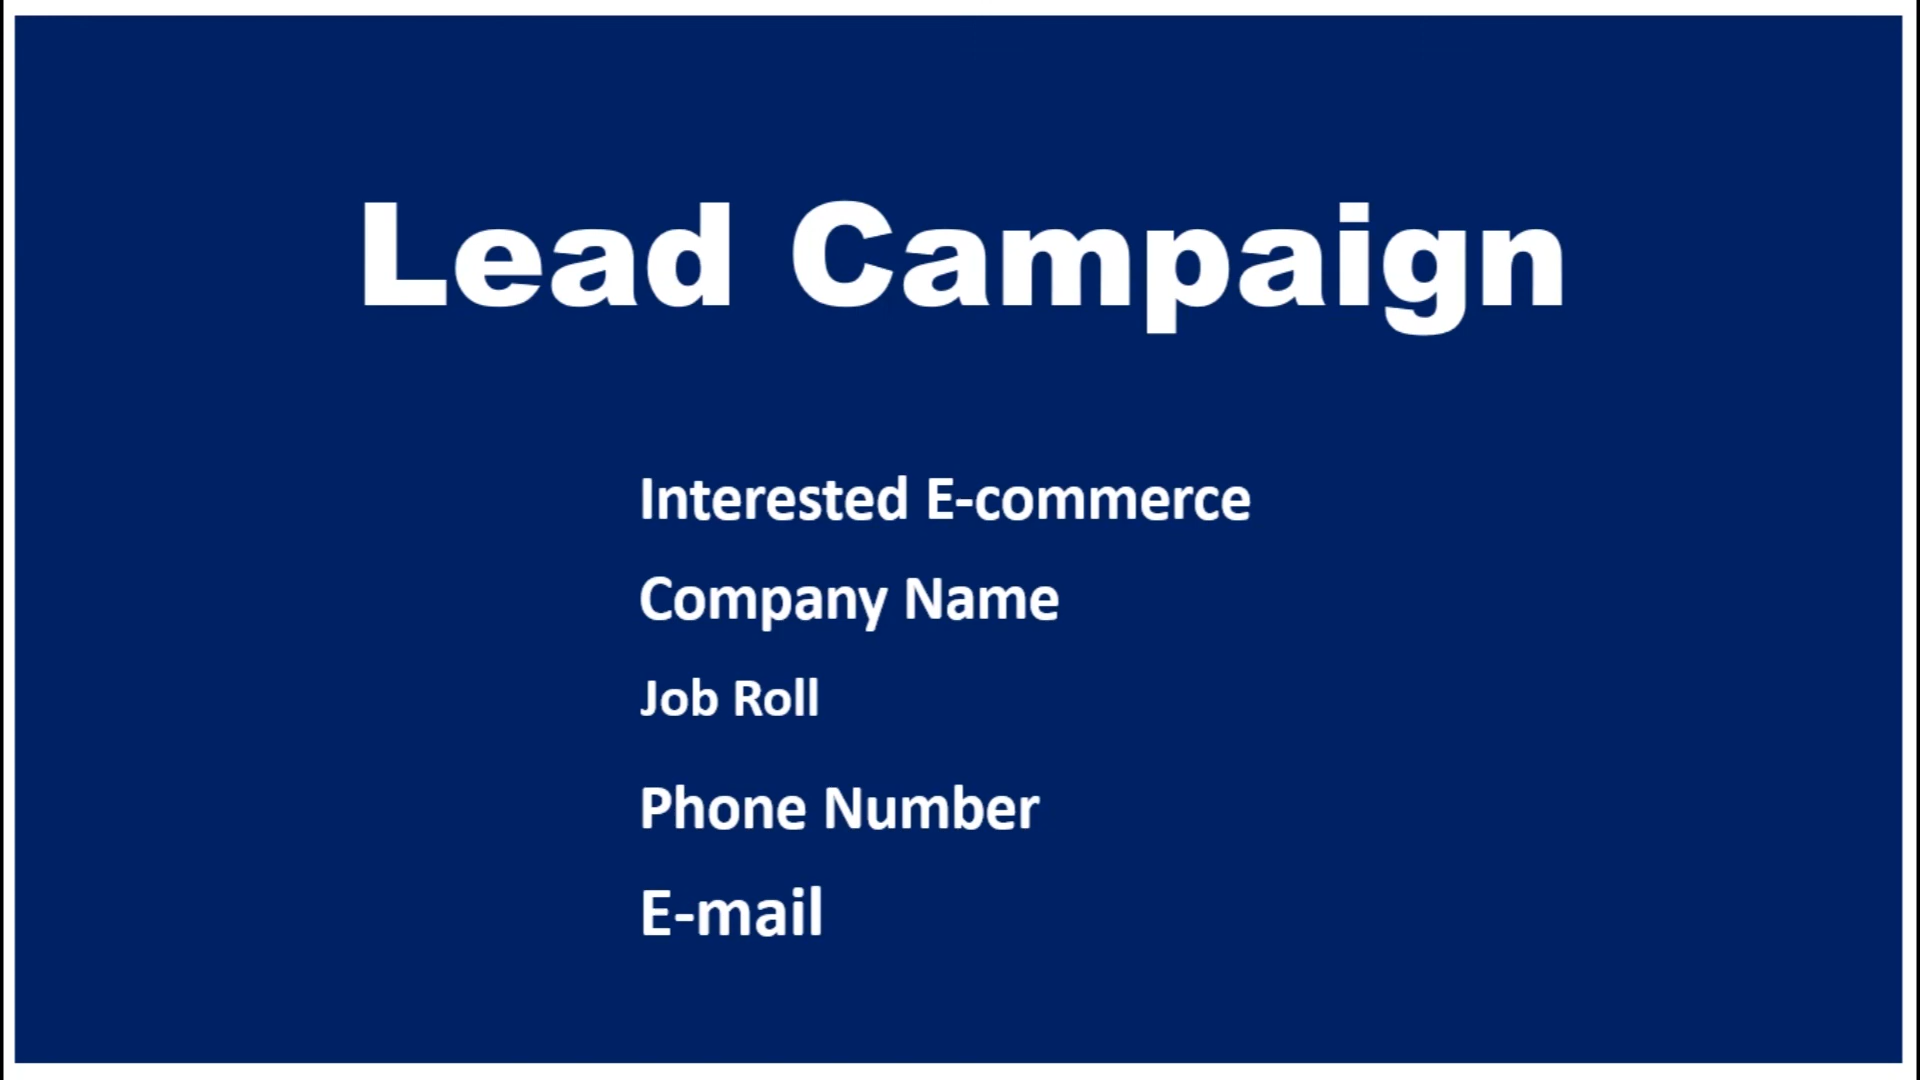 Lead Campaign
Interested E-commerce
Company Name
Job Roll
Phone Number
E-mail